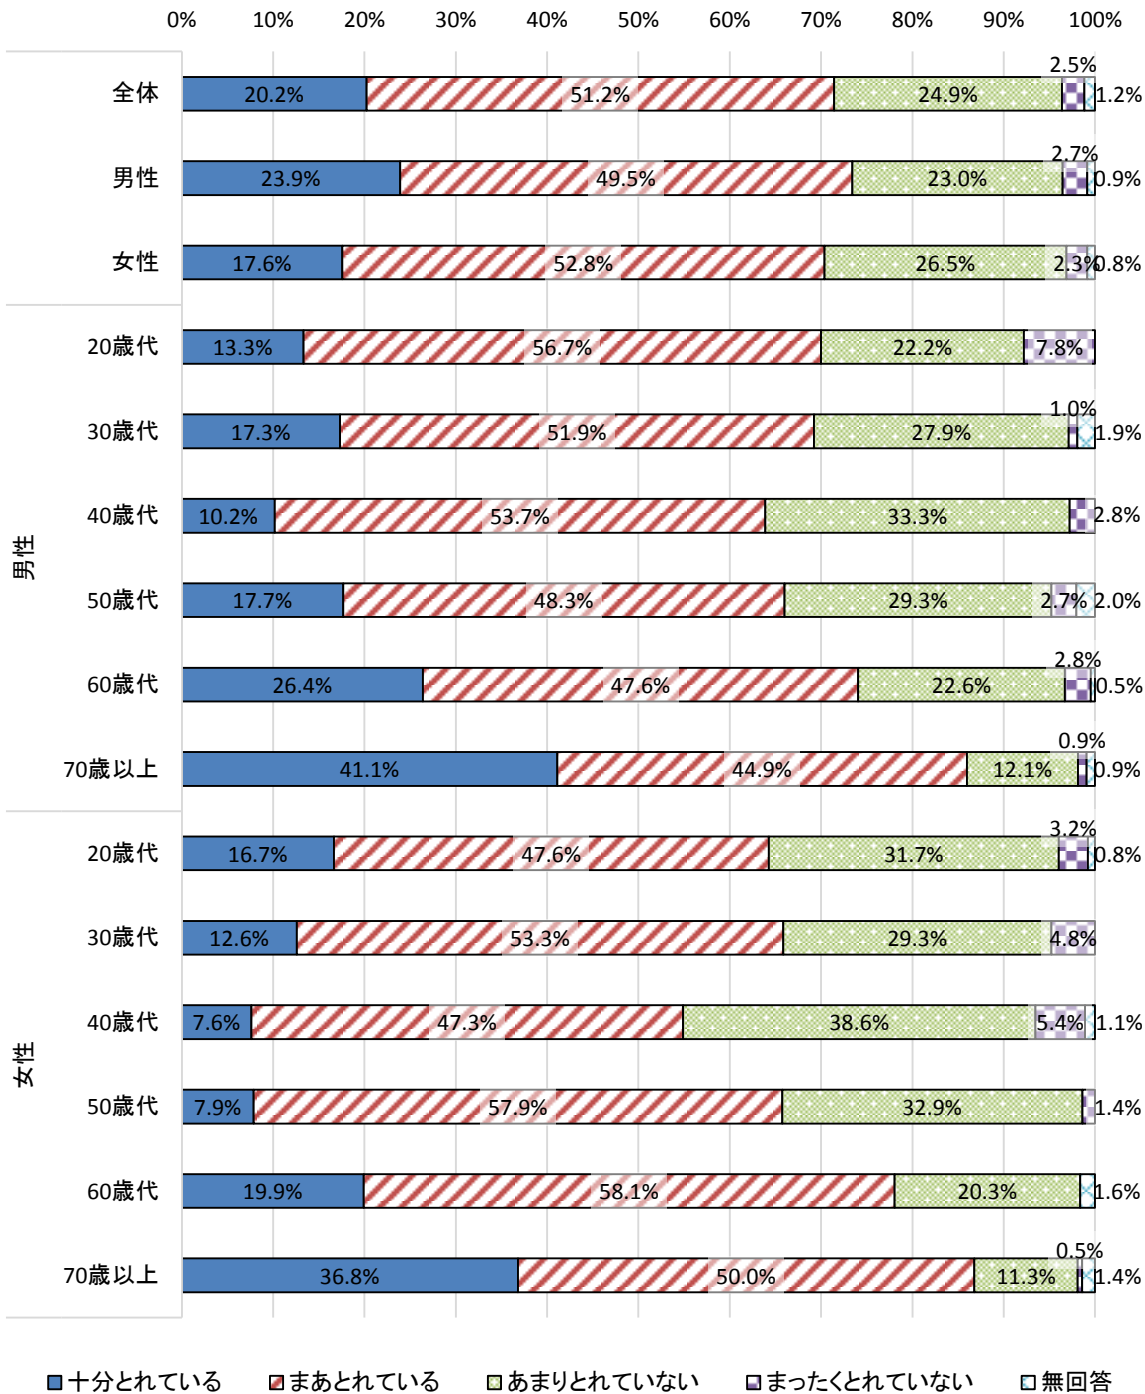 0% 10% 20% 30% 40% 50% 60% 70% 80% 90% 100%
全体 20.2% 51.2% 24.9% 2.5% 1.2%
男性 23.9% 49.5% 23.0% 2.7% 0.9%
女性 17.6% 52.8% 26.5% 2.3% 0.8%
男性
20歳代 13.3% 56.7% 22.2% 7.8%
30歳代 17.3% 51.9% 27.9% 1.0% 1.9%
40歳代 10.2% 53.7% 33.3% 2.8%
50歳代 17.7% 48.3% 29.3% 2.7% 2.0%
60歳代 26.4% 47.6% 22.6% 2.8% 0.5%
70歳以上 41.1% 44.9% 12.1% 0.9% 0.9%
女性
20歳代 16.7% 47.6% 31.7% 3.2% 0.8%
30歳代 12.6% 53.3% 29.3% 4.8%
40歳代 7.6% 47.3% 38.6% 5.4% 1.1%
50歳代 7.9% 57.9% 32.9% 1.4%
60歳代 19.9% 58.1% 20.3% 1.6%
70歳以上 36.8% 50.0% 11.3% 0.5% 1.4%
十分とれている まあとれている あまりとれていない まったくとれていない 無回答